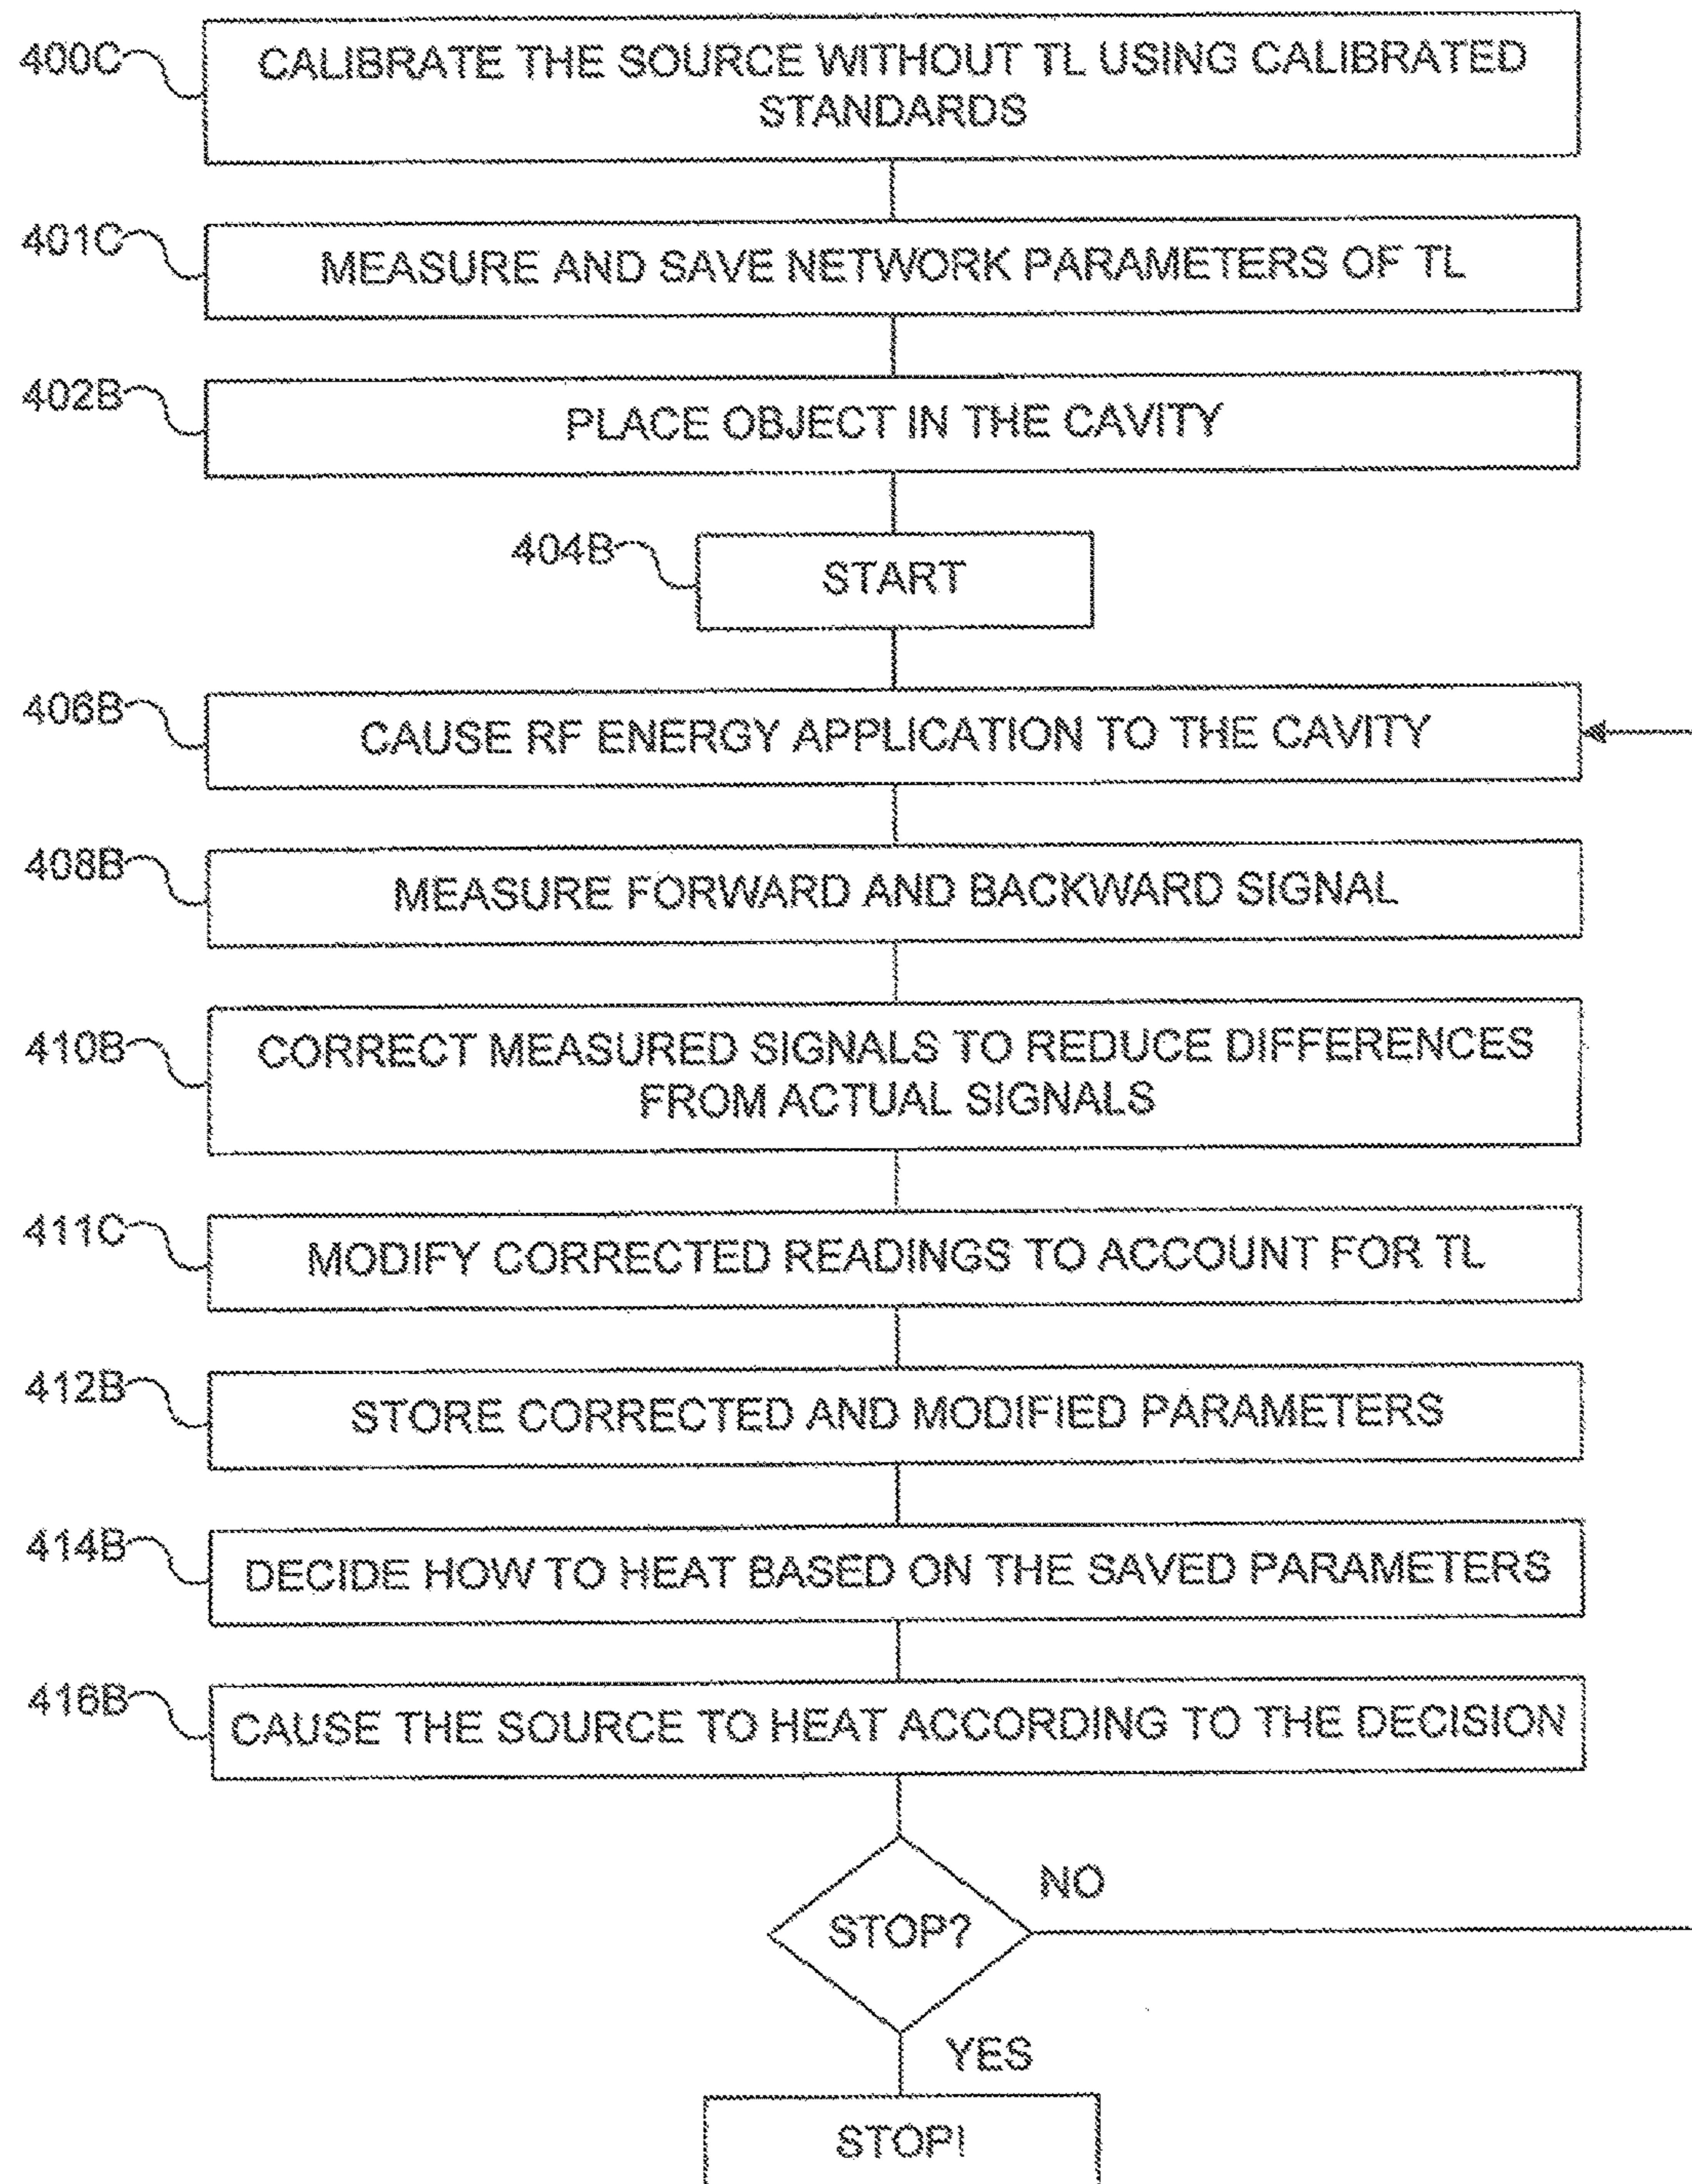 400C
CALIBRATE THE SOURCE WITHOUT TL USING CALIBRATED
STANDARDS
401C
MEASURE AND SAVE NETWORK PARAMETERS OF TL
402B
PLACE OBJECT IN THE CAVITY
404B
START
406B
CAUSE RF ENERGY APPLICATION TO THE CAVITY
408B
MEASURE FORWARD AND BACKWARD SIGNAL
410B
CORRECT MEASURED SIGNALS TO REDUCE DIFFERENCES
FROM ACTUAL SIGNALS
411C
MODIFY CORRECTED READINGS TO ACCOUNT FOR TL
412B
STORE CORRECTED AND MODIFIED PARAMETERS
414B
DECIDE HOW TO HEAT BASED ON THE SAVED PARAMETERS
416B
CAUSE THE SOURCE TO HEAT ACCORDING TO THE DECISION
NO
STOP?
YES
STOP!